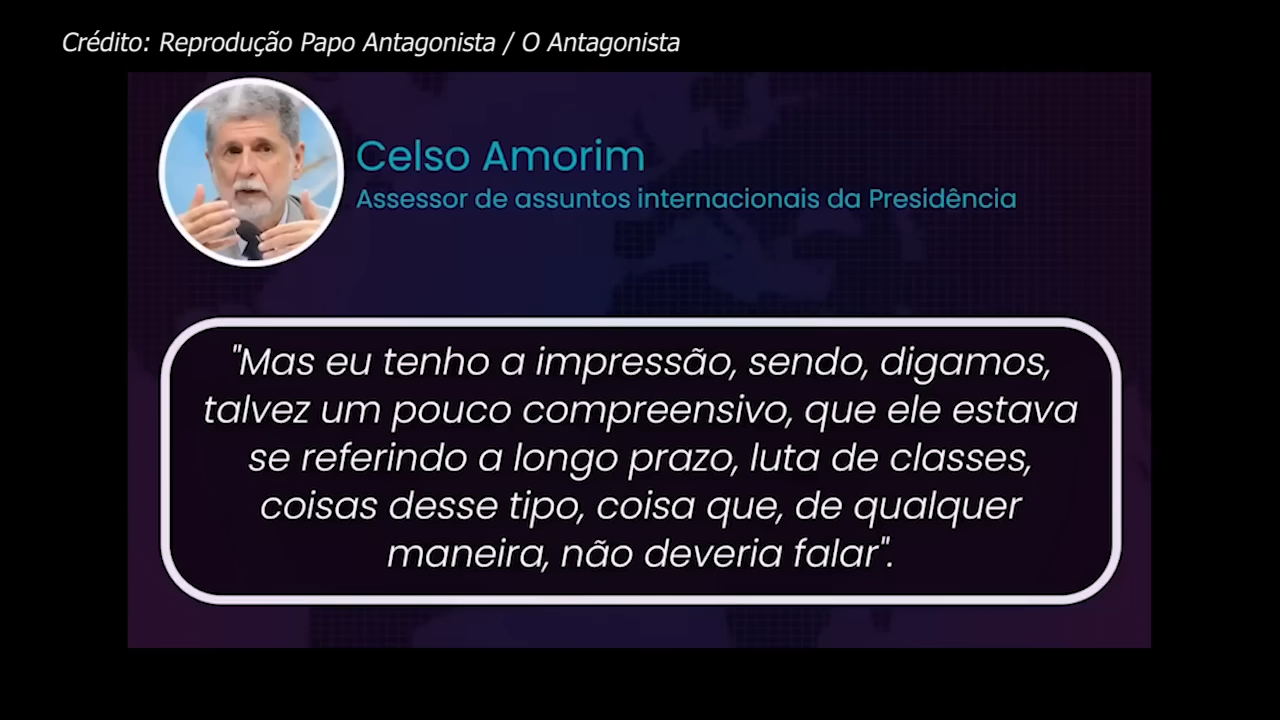 Crédito: Reprodução Papo Antagonista / O Antagonista
Celso Amorim
Assessor de assuntos internacionais da Presidência
"Mas eu tenho a impressão, sendo, digamos,
talvez um pouco compreensivo, que ele estava
se referindo a longo prazo, luta de classes,
coisas desse tipo, coisa que, de qualquer
maneira, não deveria falar".